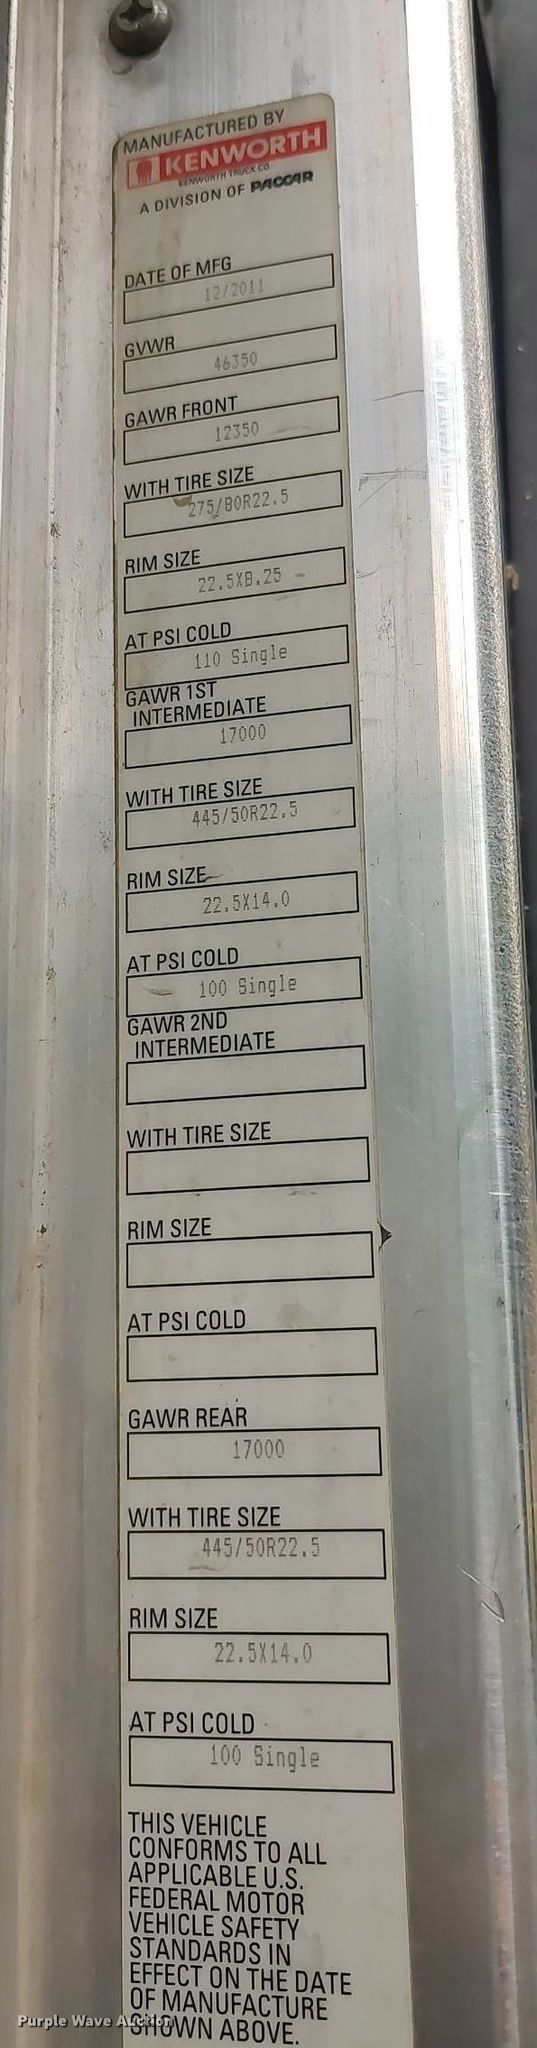 MANUFACTURED BY
KENWORTH
KENWORTH TRUCK CO.
A DIVISION OF PACCAR
DATE OF MFG
12/2011
GVWR
46350
GAWR FRONT
12350
WITH TIRE SIZE
275/80R22.5
RIM SIZE
22.5X8.25
AT PSI COLD
110 Single
GAWR 1ST
INTERMEDIATE
17000
WITH TIRE SIZE
445/50R22.5
RIM SIZE
22.5X14.0
AT PSI COLD
100 Single
GAWR 2ND
INTERMEDIATE
WITH TIRE SIZE
RIM SIZE
AT PSI COLD
GAWR REAR
17000
WITH TIRE SIZE
445/50R22.5
RIM SIZE
22.5X14.0
AT PSI COLD
100 Single
THIS VEHICLE
CONFORMS TO ALL
APPLICABLE U.S.
FEDERAL MOTOR
VEHICLE SAFETY
STANDARDS IN
EFFECT ON THE DATE
OF MANUFACTURE
SHOWN ABOVE.
Purple Wave Auction